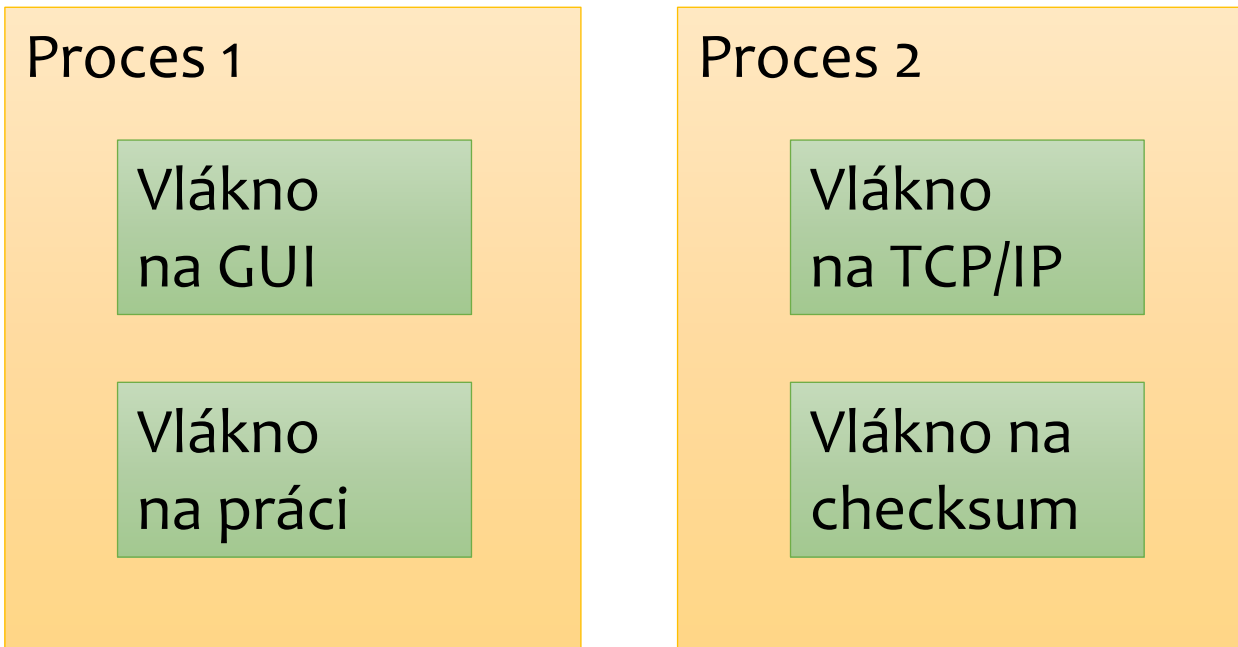 Proces 1
Vlákno
na GUI
Vlákno
na práci
Proces 2
Vlákno
na TCP/IP
Vlákno na
checksum